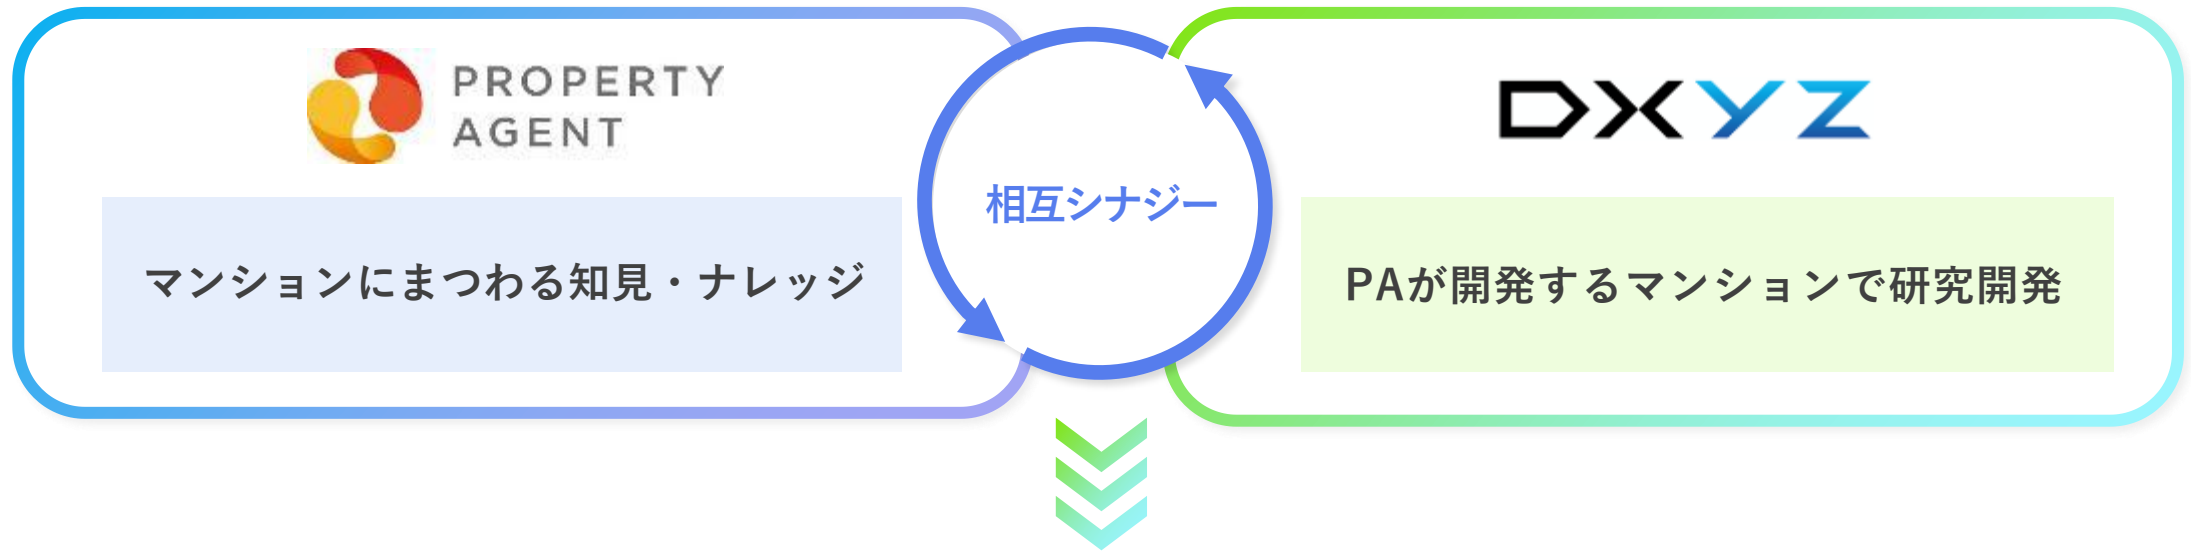 PROPERTY
AGENT
マンションにまつわる知見・ナレッジ
相互シナジー
DXYZ
PAが開発するマンションで研究開発